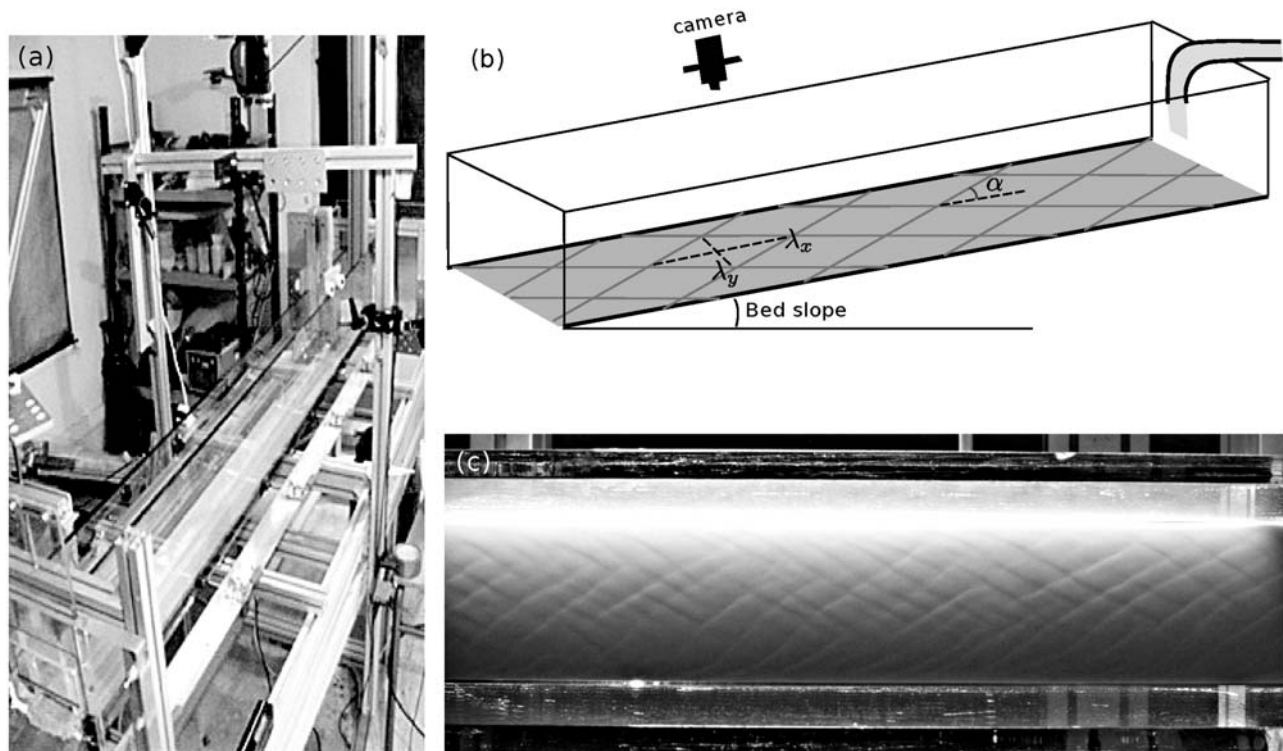 (a)
(b)
camera
α
λx
λy
Bed slope
(c)